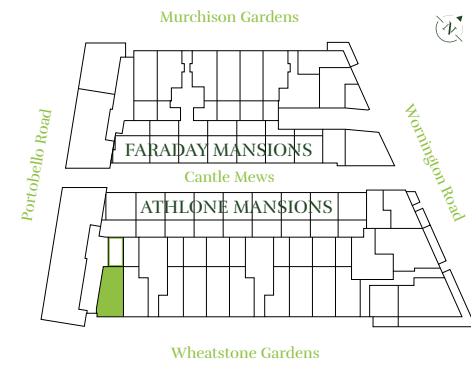 Murchison Gardens
N
Portobello Road
Wornington Road
FARADAY MANSIONS
Cantle Mews
ATHLONE MANSIONS
Wheatstone Gardens